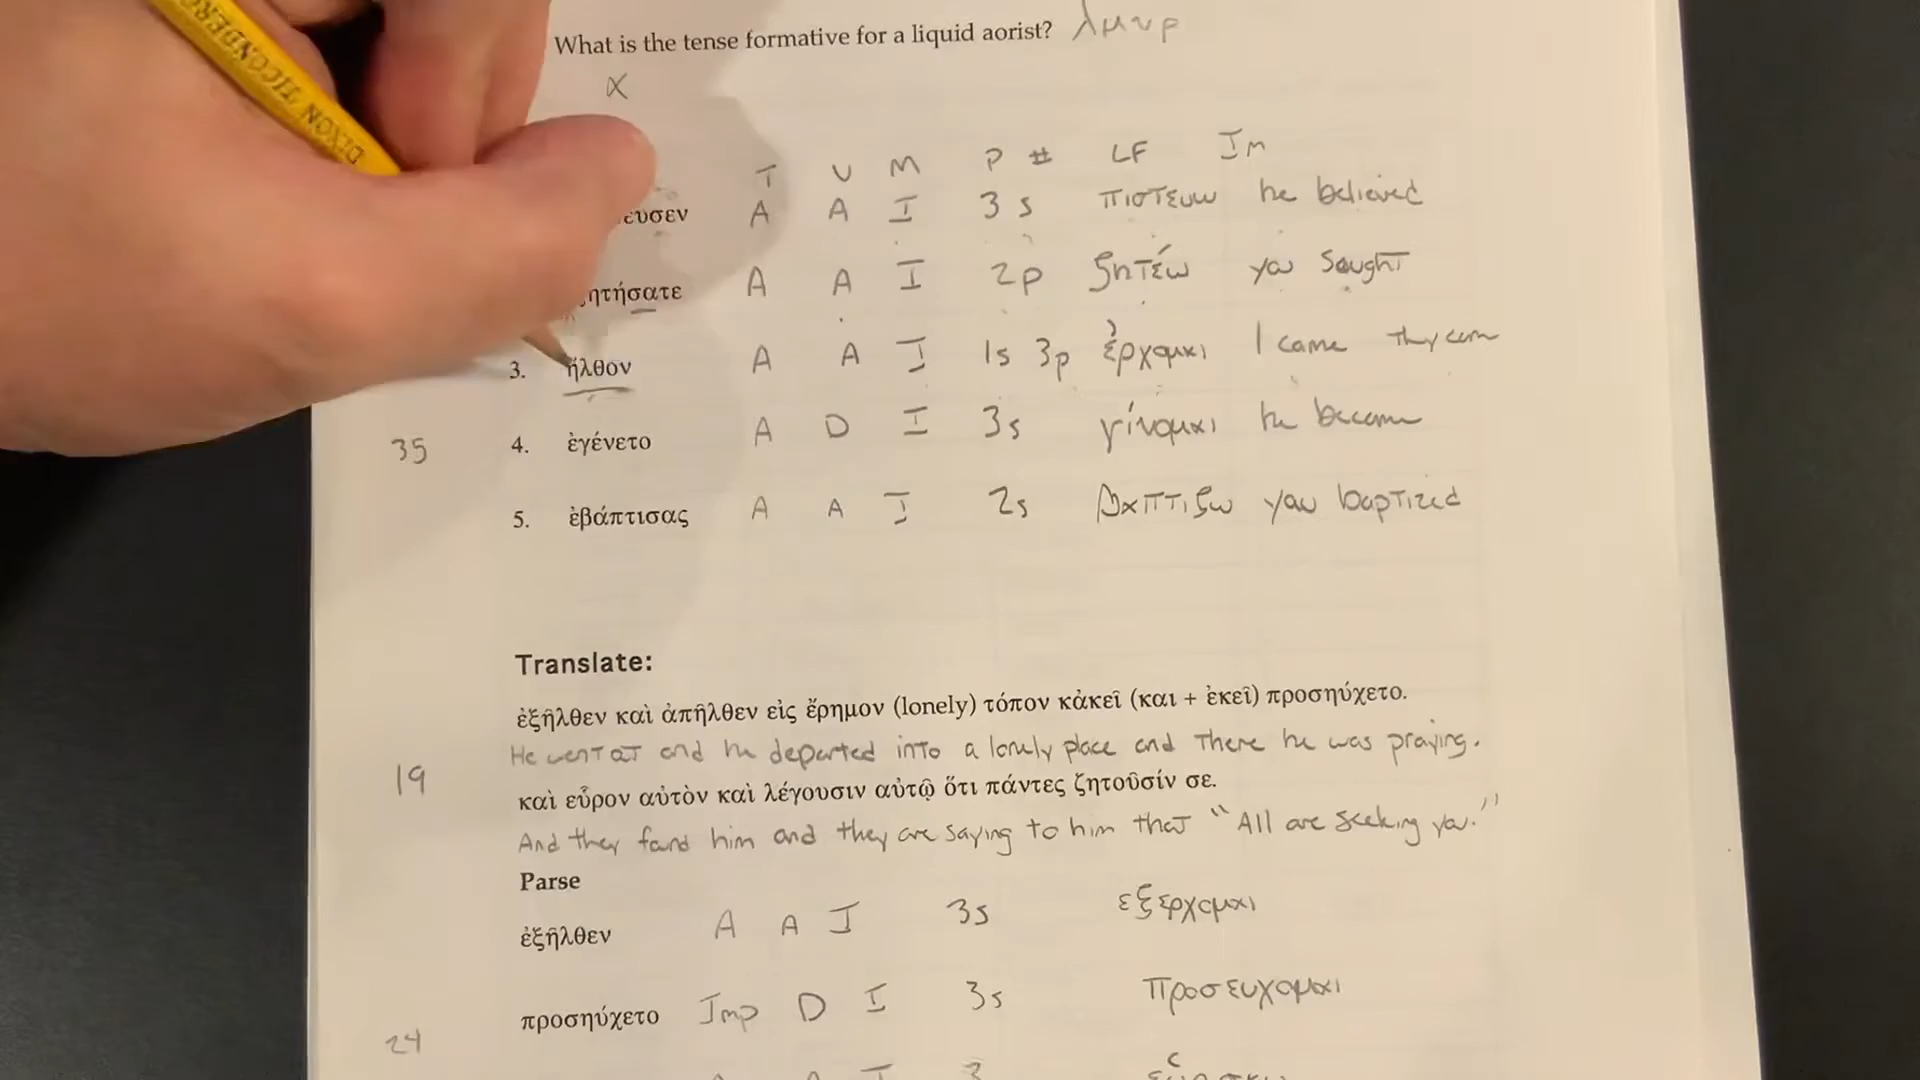 What is the tense formative for a liquid aorist? λμνρ
α
T V M P # LF Im
ευσεν A A I 3 s πιστευω he believed
ητήσατε A A I 2p ζητέω you sought
3. ἦλθον A A I 1s 3p ἐρχομαι I came They came
35 4. ἐγένετο A D I 3s γίνομαι he became
5. ἐβάπτισας A A I 2s βαπτιζω you baptized
Translate:
ἐξῆλθεν καὶ ἀπῆλθεν εἰς ἔρημον (lonely) τόπον κἀκεῖ (και + ἐκεῖ) προσηύχετο.
He went out and he departed into a lonely place and There he was praying.
19
καὶ εὗρον αὐτὸν καὶ λέγουσιν αὐτῷ ὅτι πάντες ζητοῦσίν σε.
And they found him and they are saying to him that "All are seeking you."
Parse
ἐξῆλθεν A A I 3s εξερχομαι
προσηύχετο Imp D I 3s προσευχομαι
24
DIXON TICONDERO